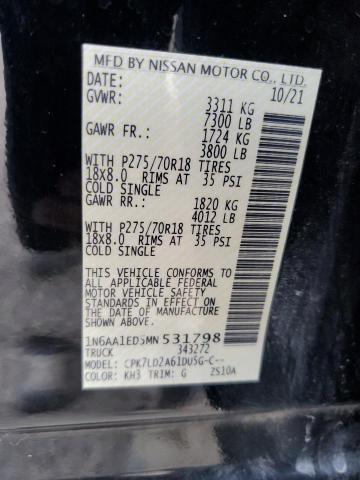 MFD BY NISSAN MOTOR CO., LTD.
DATE: 10/21
GVWR: 3311 KG
7300 LB
GAWR FR.: 1724 KG
3800 LB
WITH P275/70R18 TIRES
18X8.0 RIMS AT 35 PSI
COLD SINGLE
GAWR RR.: 1820 KG
4012 LB
WITH P275/70R18 TIRES
18X8.0 RIMS AT 35 PSI
COLD SINGLE
THIS VEHICLE CONFORMS TO
ALL APPLICABLE FEDERAL
MOTOR VEHICLE SAFETY
STANDARDS IN EFFECT ON THE
DATE OF MANUFACTURE SHOWN
ABOVE.
1N6AA1ED5MN 531798
TRUCK 343272
MODEL: CPK7LD2A61DU5G-C--
COLOR: KH3 TRIM: G 2S10A